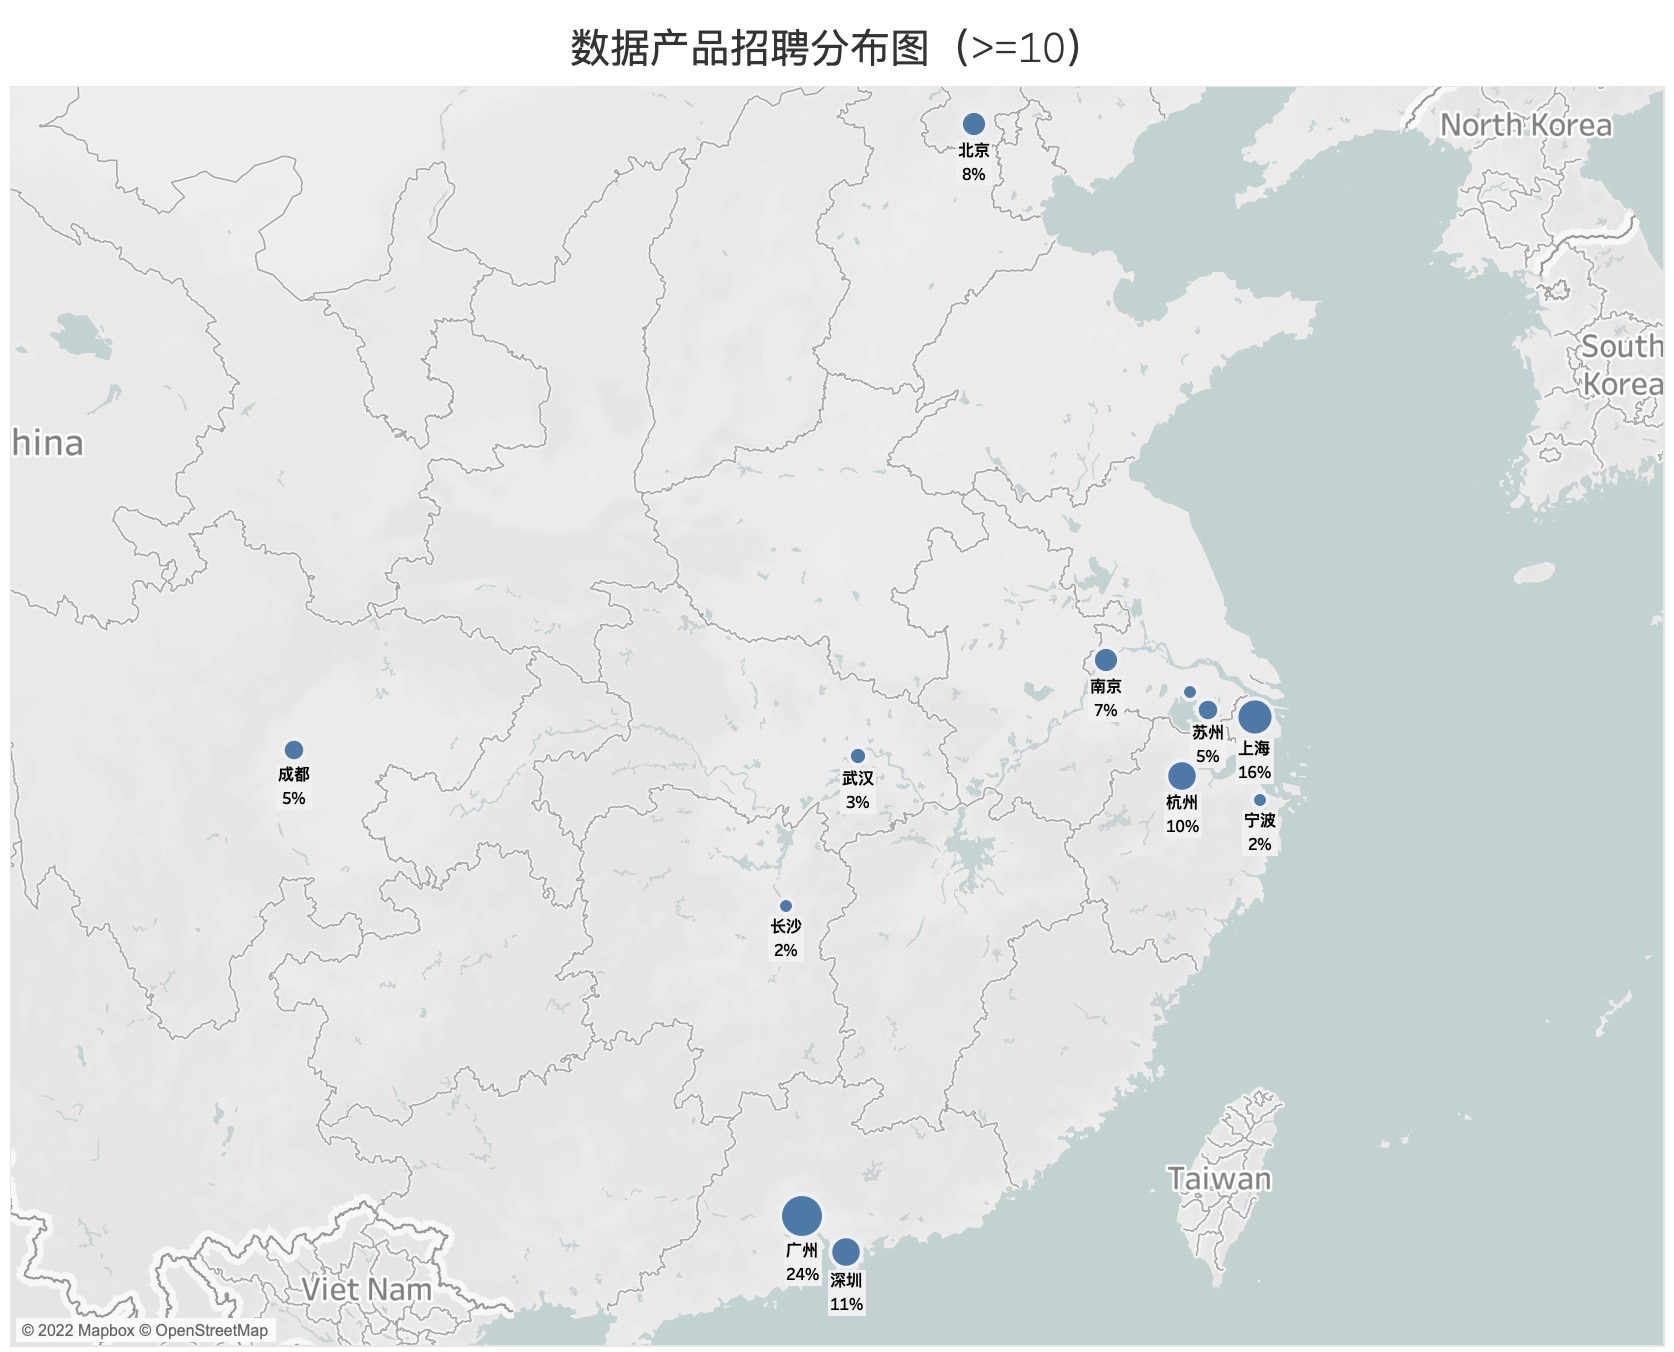 数据产品招聘分布图（>=10）
North Korea
北京
8%
South
Korea
hina
南京
7%
苏州
5%
上海
16%
成都
5%
武汉
3%
杭州
10%
宁波
2%
长沙
2%
Taiwan
广州
24%
深圳
11%
Viet Nam
© 2022 Mapbox © OpenStreetMap